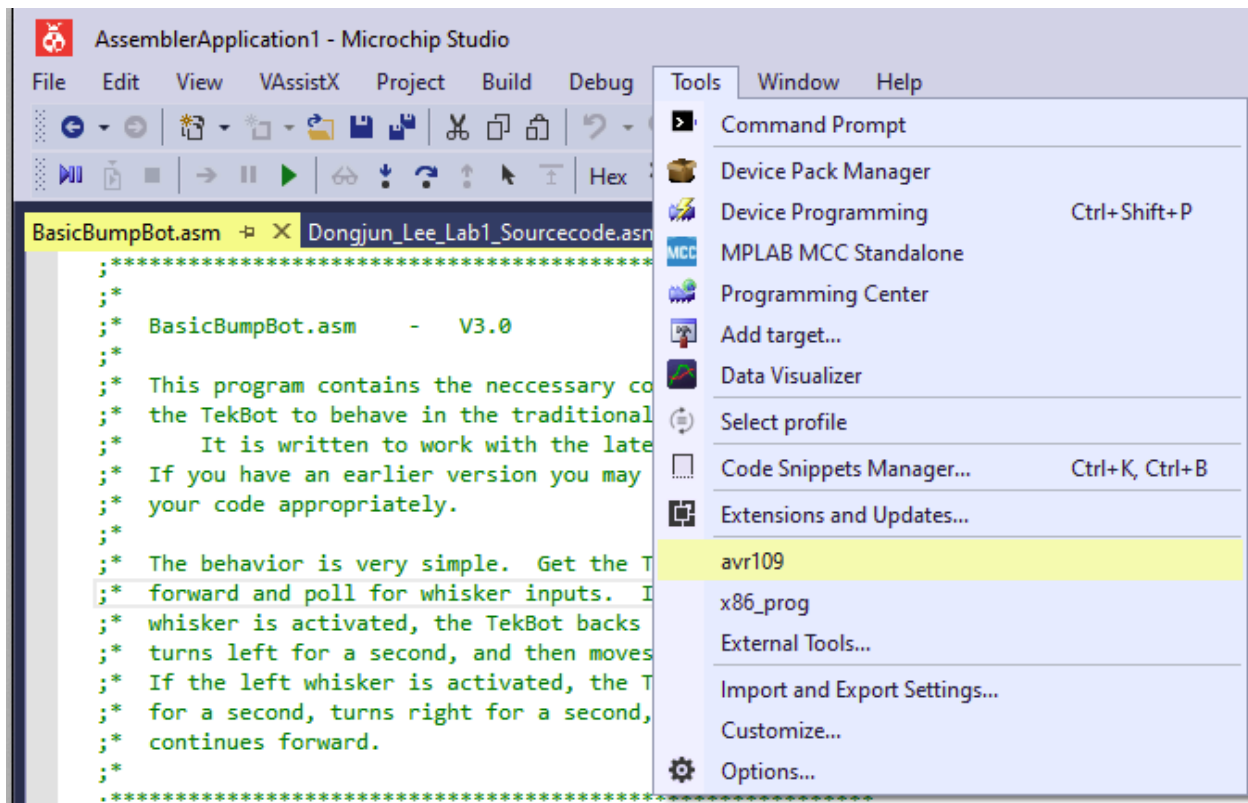 AssemblerApplication1 - Microchip Studio
File Edit View VAssistX Project Build Debug Tools Window Help
Hex
BasicBumpBot.asm Dongjun_Lee_Lab1_Sourcecode.asm
Command Prompt
Device Pack Manager
Device Programming Ctrl+Shift+P
MCC MPLAB MCC Standalone
Programming Center
Add target...
Data Visualizer
Select profile
Code Snippets Manager... Ctrl+K, Ctrl+B
Extensions and Updates...
avr109
x86_prog
External Tools...
Import and Export Settings...
Customize...
Options...
;***********************************************************
;*
;* BasicBumpBot.asm - V3.0
;*
;* This program contains the neccessary co
;* the TekBot to behave in the traditional
;* It is written to work with the late
;* If you have an earlier version you may
;* your code appropriately.
;*
;* The behavior is very simple. Get the T
;* forward and poll for whisker inputs. I
;* whisker is activated, the TekBot backs
;* turns left for a second, and then moves
;* If the left whisker is activated, the T
;* for a second, turns right for a second,
;* continues forward.
;*
;***********************************************************